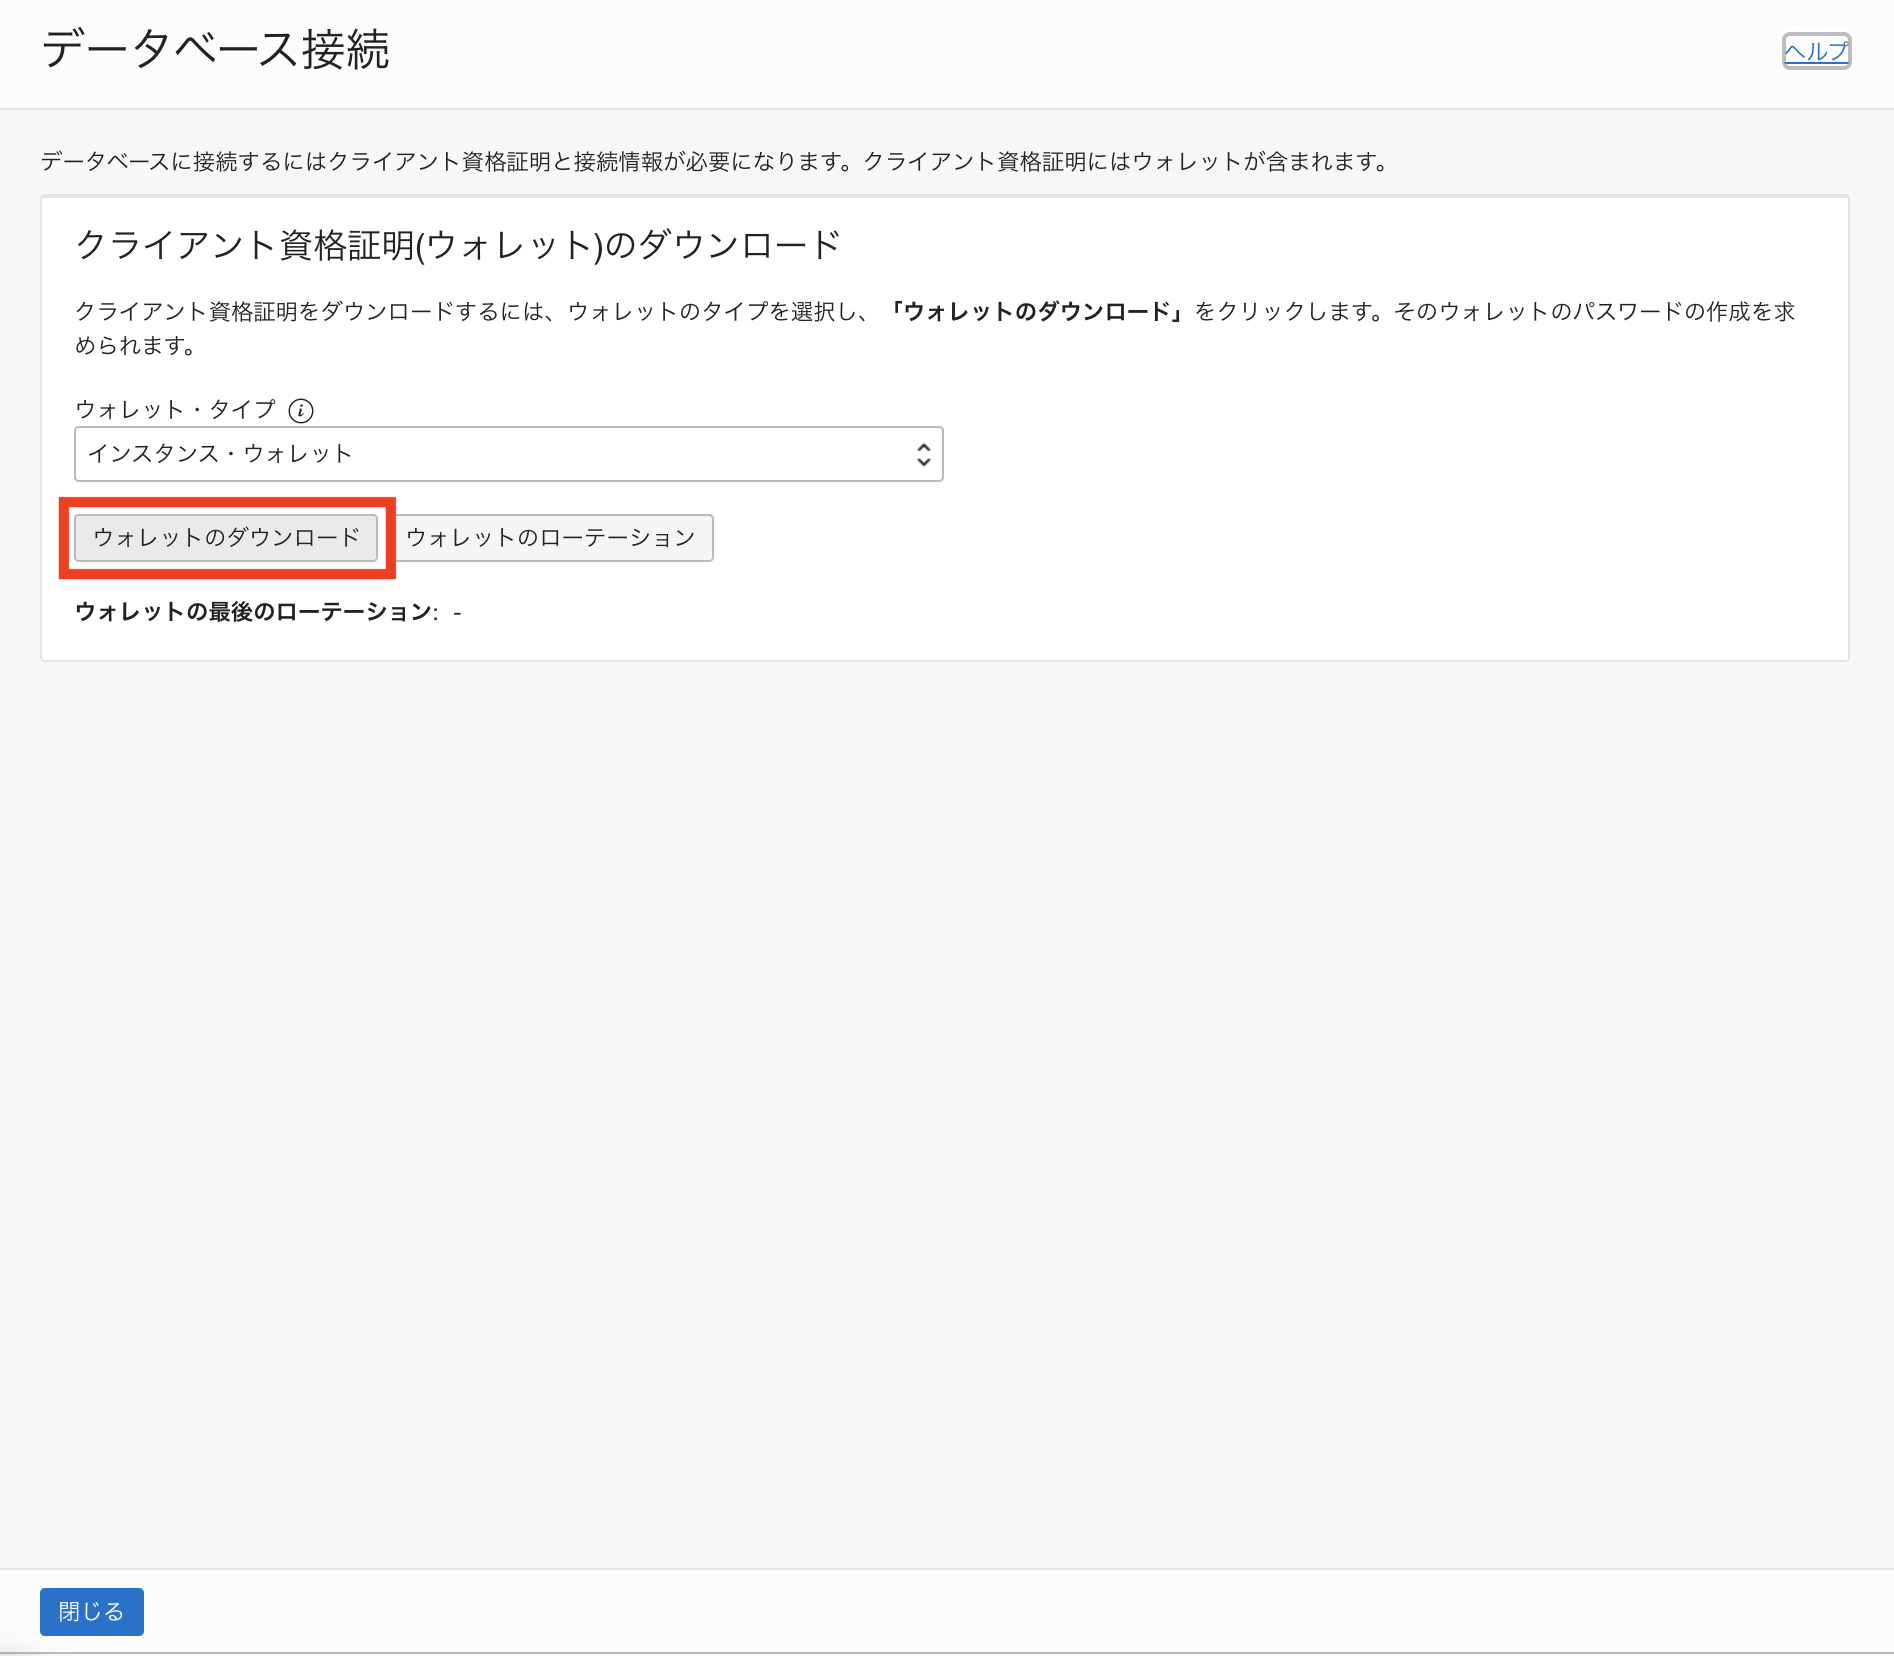 データベース接続
ヘルプ
データベースに接続するにはクライアント資格証明と接続情報が必要になります。クライアント資格証明にはウォレットが含まれます。
クライアント資格証明(ウォレット)のダウンロード
クライアント資格証明をダウンロードするには、ウォレットのタイプを選択し、「ウォレットのダウンロード」をクリックします。そのウォレットのパスワードの作成を求
められます。
ウォレット・タイプ i
インスタンス・ウォレット
ウォレットのダウンロード ウォレットのローテーション
ウォレットの最後のローテーション: -
閉じる